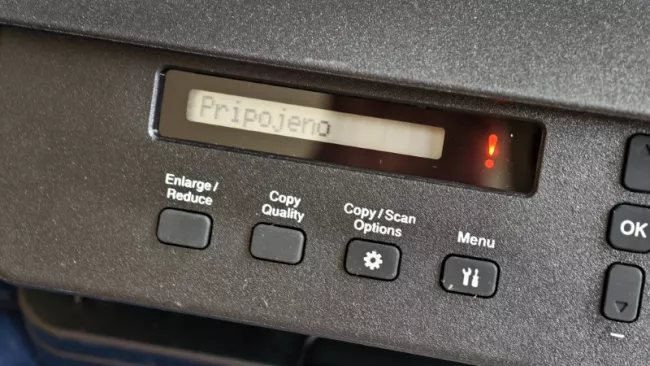 Pripojeno
!
Enlarge/
Reduce
Copy
Quality
Copy/Scan
Options
Menu
OK